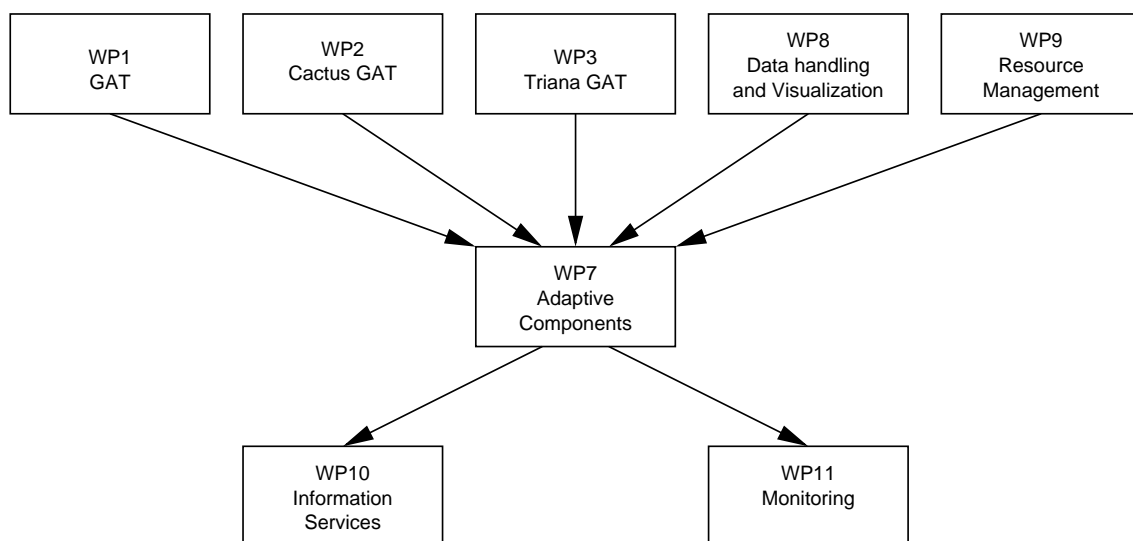 WP1
GAT
WP2
Cactus GAT
WP3
Triana GAT
WP8
Data handling
and Visualization
WP9
Resource
Management
WP7
Adaptive
Components
WP10
Information
Services
WP11
Monitoring